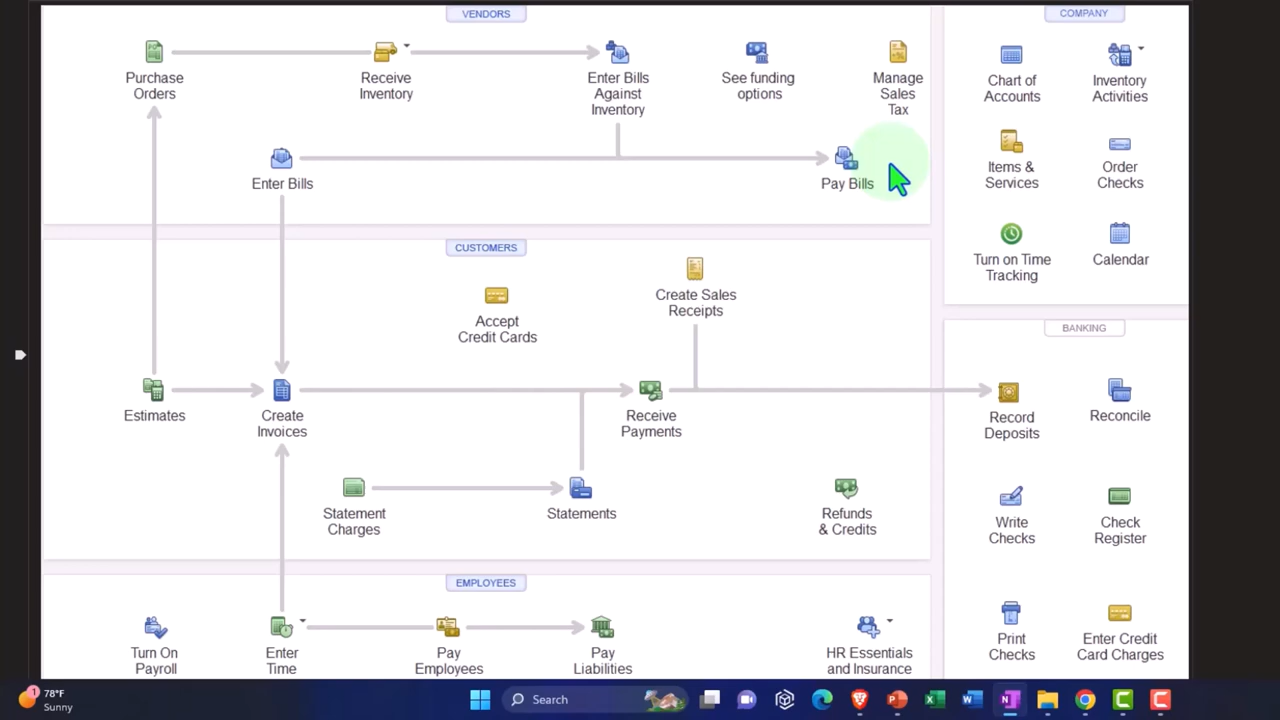 VENDORS
Purchase
Orders
Receive
Inventory
Enter Bills
Against
Inventory
See funding
options
Manage
Sales
Tax
Enter Bills
Pay Bills
CUSTOMERS
Accept
Credit Cards
Create Sales
Receipts
Estimates
Create
Invoices
Receive
Payments
Statement
Charges
Statements
Refunds
& Credits
EMPLOYEES
Turn On
Payroll
Enter
Time
Pay
Employees
Pay
Liabilities
HR Essentials
and Insurance
COMPANY
Chart of
Accounts
Inventory
Activities
Items &
Services
Order
Checks
Turn on Time
Tracking
Calendar
BANKING
Record
Deposits
Reconcile
Write
Checks
Check
Register
Print
Checks
Enter Credit
Card Charges
1
78°F
Sunny
Search